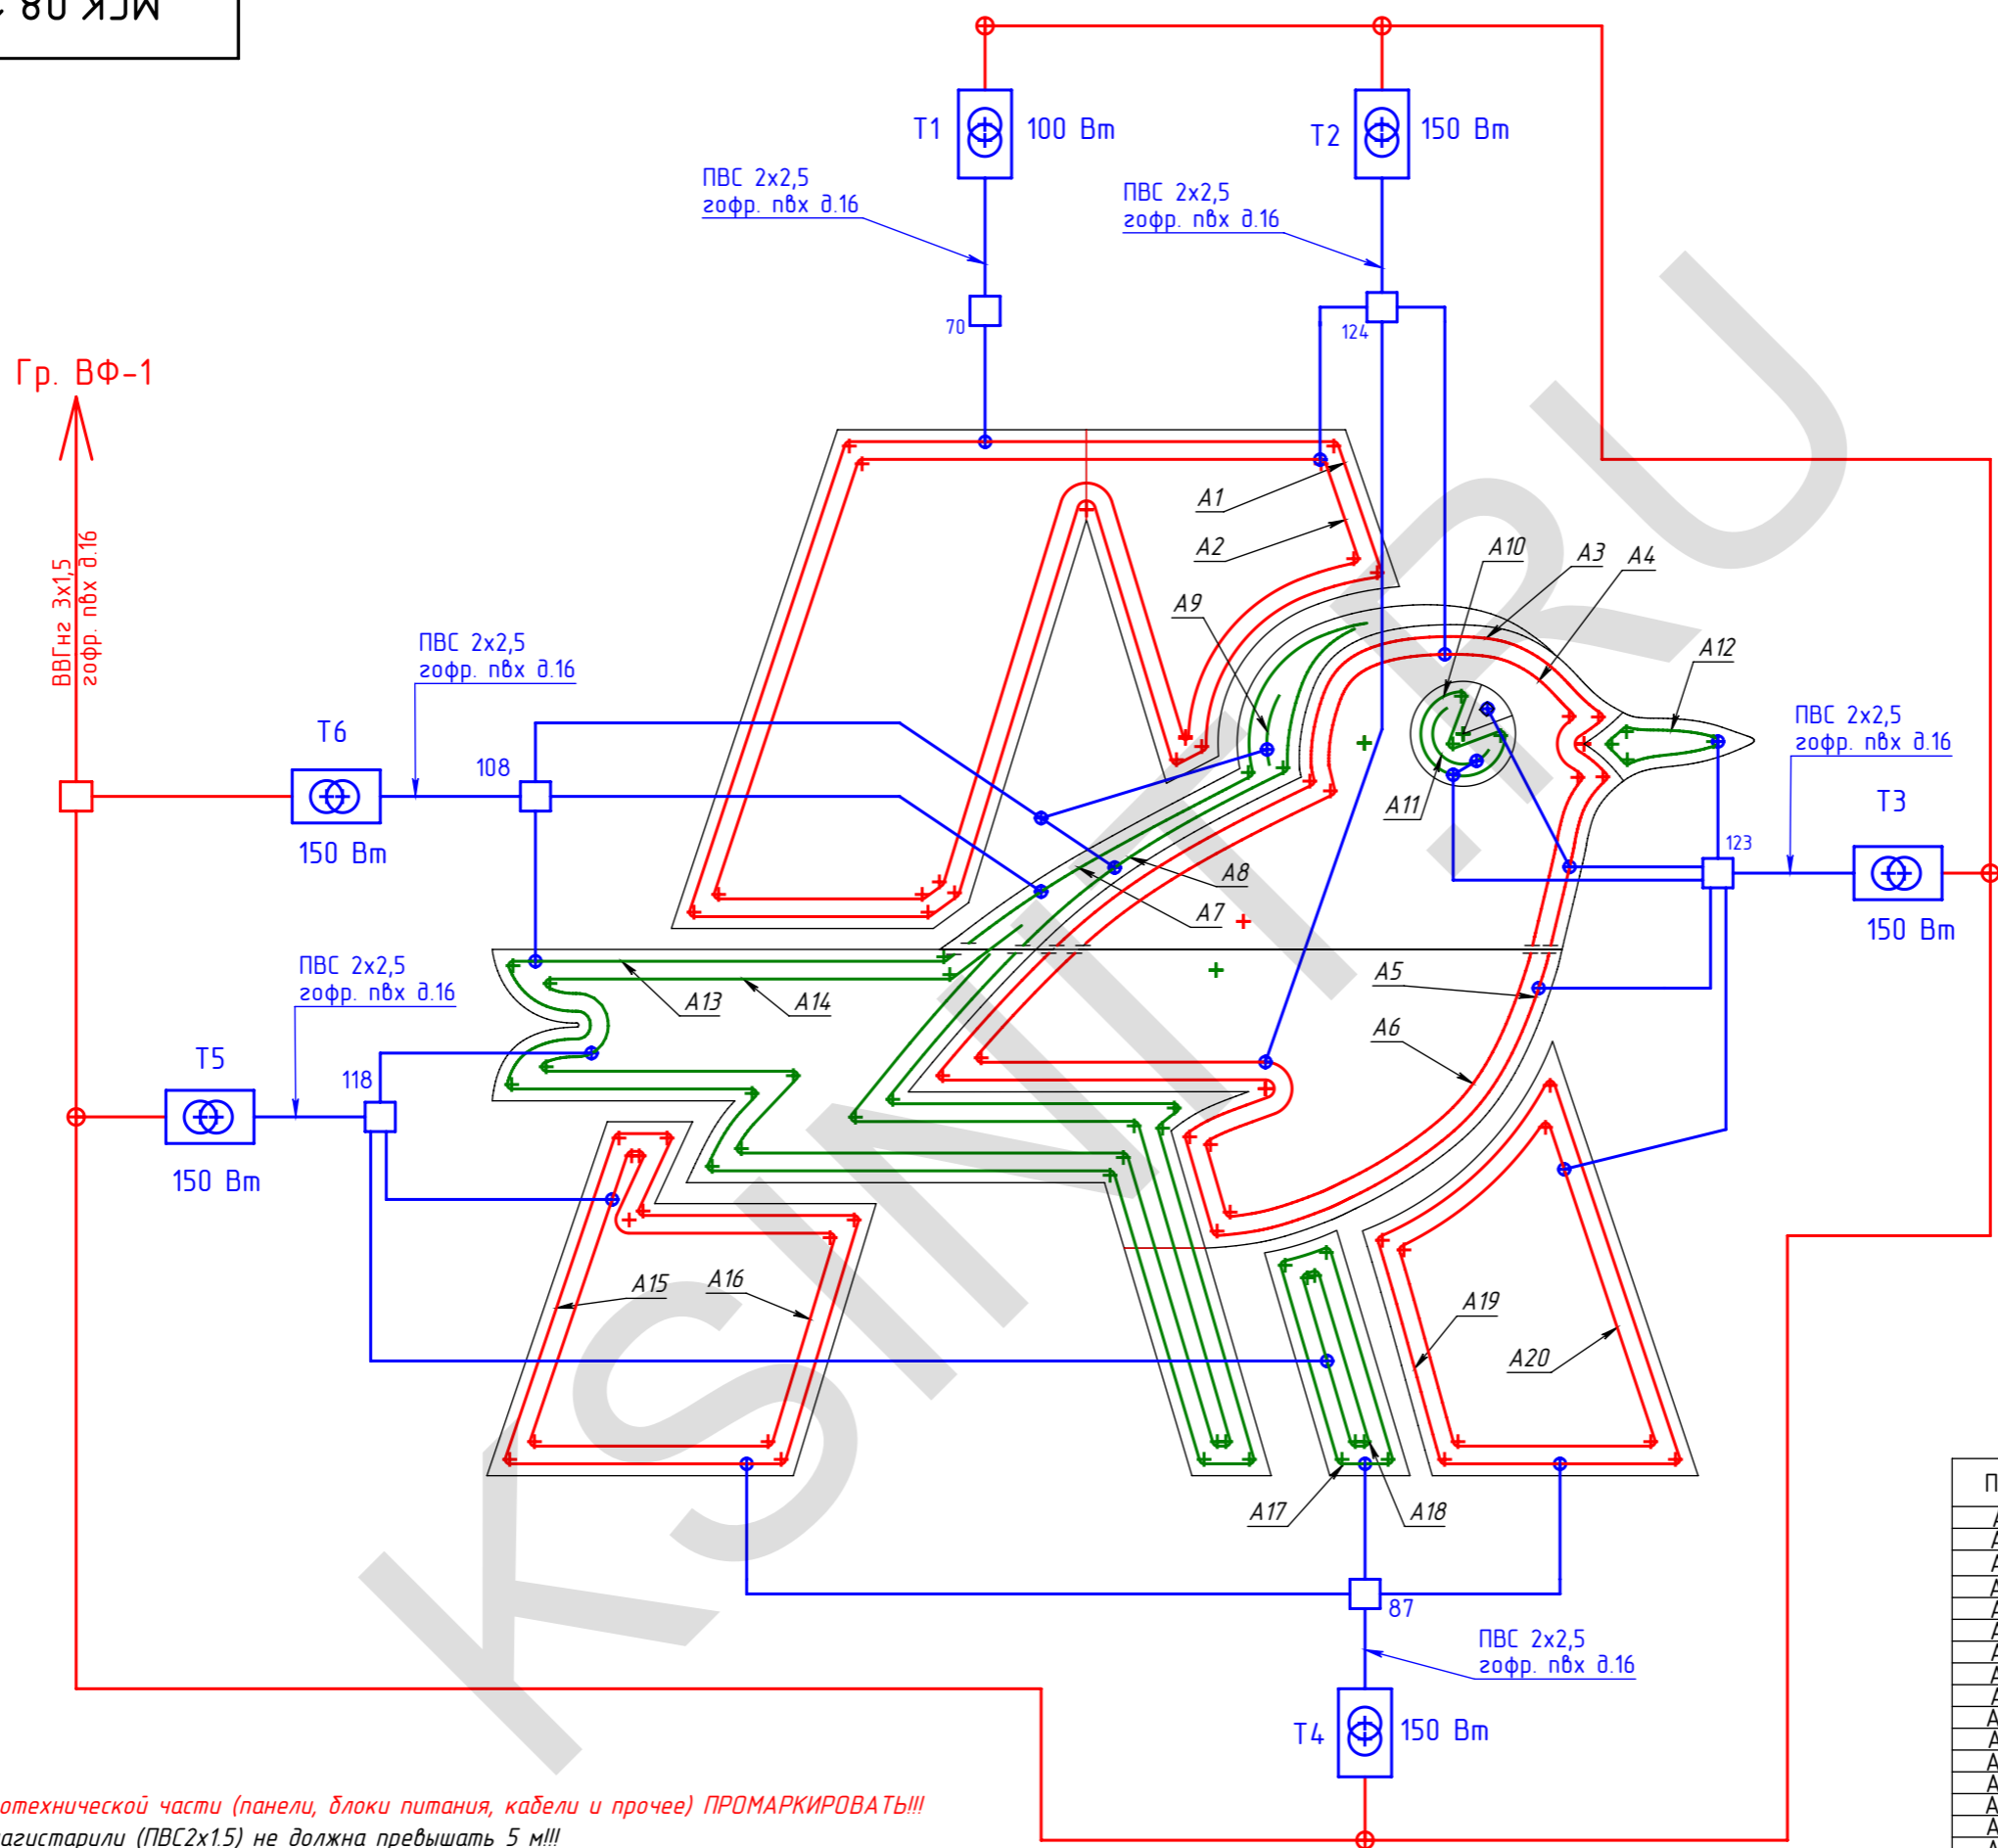 МГК 08
T1
100 Вт
T2
150 Вт
ПВС 2х2,5
гофр. пвх д.16
ПВС 2х2,5
гофр. пвх д.16
70
124
Гр. ВФ-1
ВВГнг 3х1,5
гофр. пвх д.16
A1
A2
A10
A3
A4
A9
A12
ПВС 2х2,5
гофр. пвх д.16
ПВС 2х2,5
гофр. пвх д.16
T6
108
150 Вт
A11
T3
123
150 Вт
A8
A7
ПВС 2х2,5
гофр. пвх д.16
A13
A14
A5
A6
T5
118
150 Вт
A15
A16
A19
A20
A17
A18
87
ПВС 2х2,5
гофр. пвх д.16
T4
150 Вт
KSIMIT.RU
отехнической части (панели, блоки питания, кабели и прочее) ПРОМАРКИРОВАТЬ!!!
агистарили (ПВС2х1.5) не должна превышать 5 м!!!
П